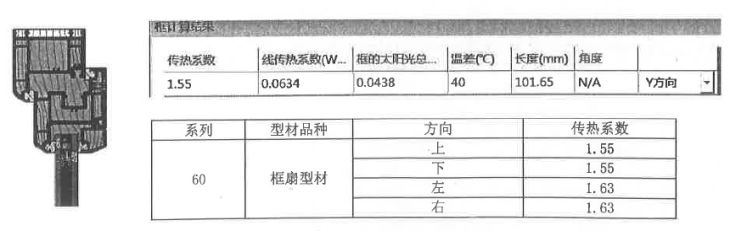 框计算结果
传热系数 线传热系数(W... 框的太阳光总... 温差(℃) 长度(mm) 角度
1.55 0.0634 0.0438 40 101.65 N/A Y方向
系列 型材品种 方向 传热系数
60 框扇型材 上 1.55
下 1.55
左 1.63
右 1.63